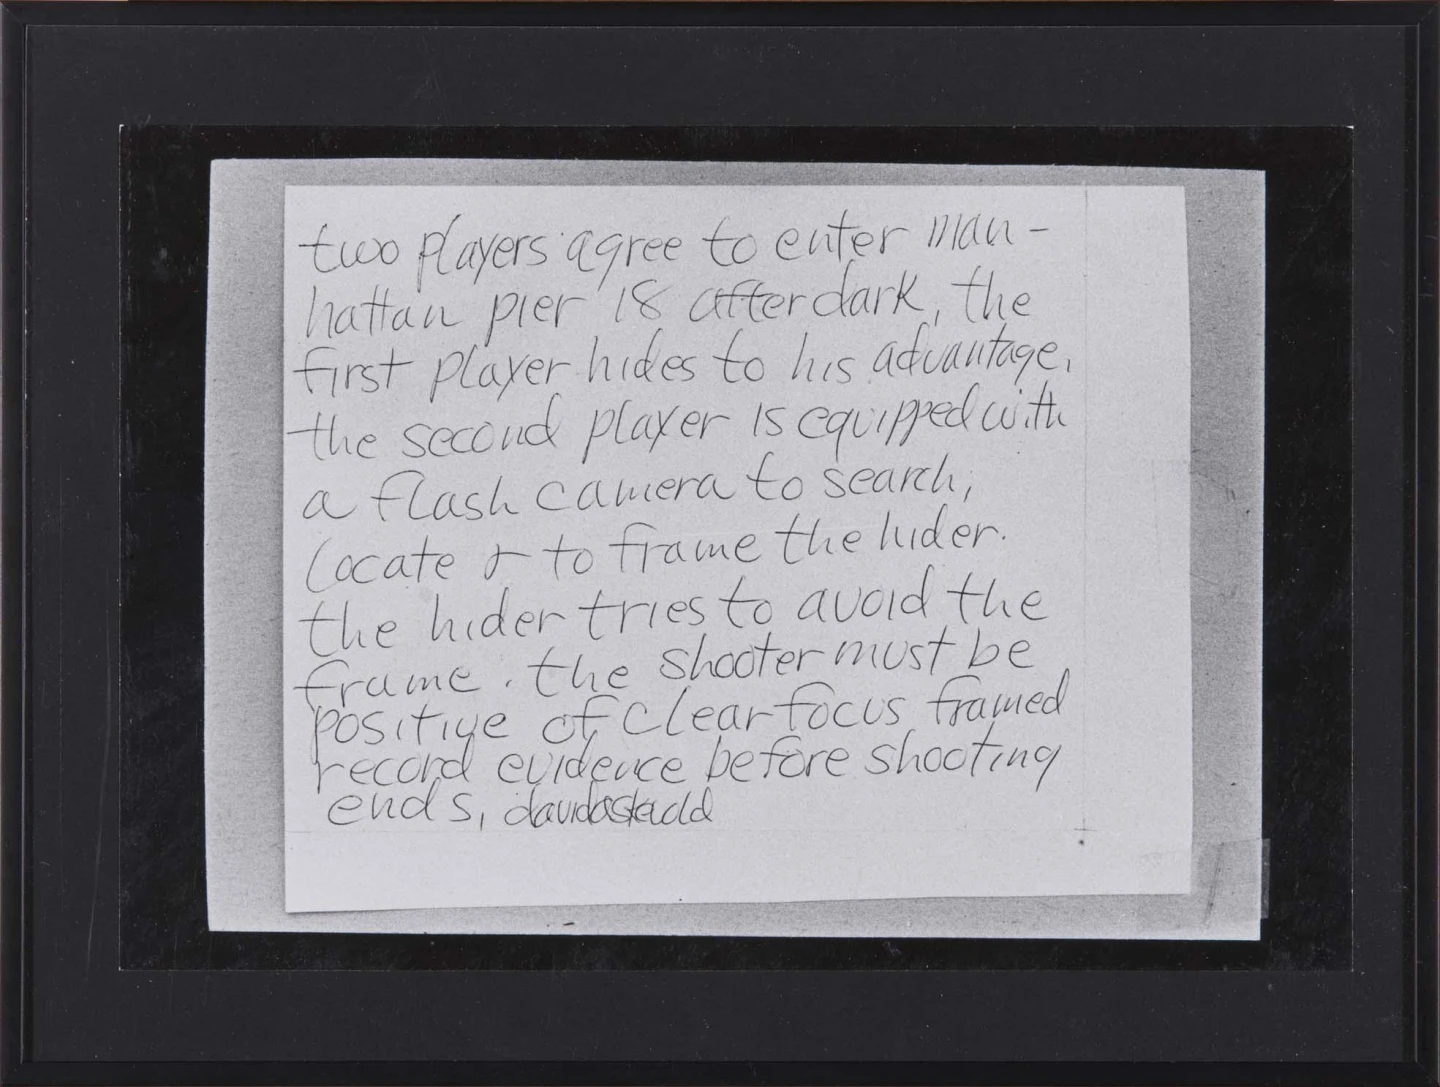 two players agree to enter man-
hattan pier 18 after dark, the
first player hides to his advantage,
the second player is equipped with
a flash camera to search,
locate & to frame the hider.
the hider tries to avoid the
frame. the shooter must be
positive of clear focus framed
record evidence before shooting
ends,